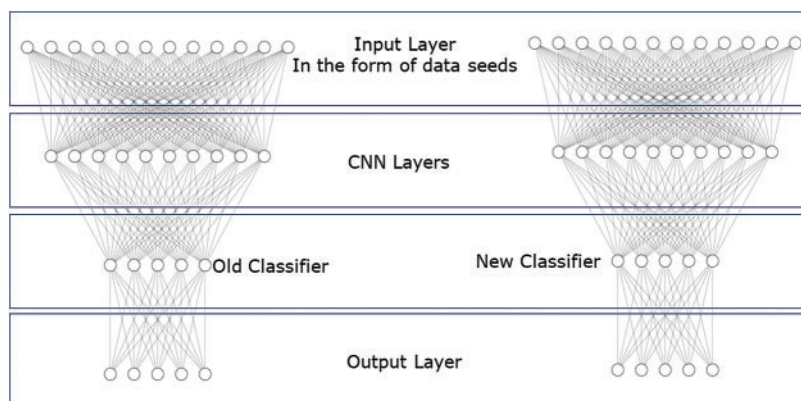 Input Layer
In the form of data seeds
CNN Layers
Old Classifier
New Classifier
Output Layer